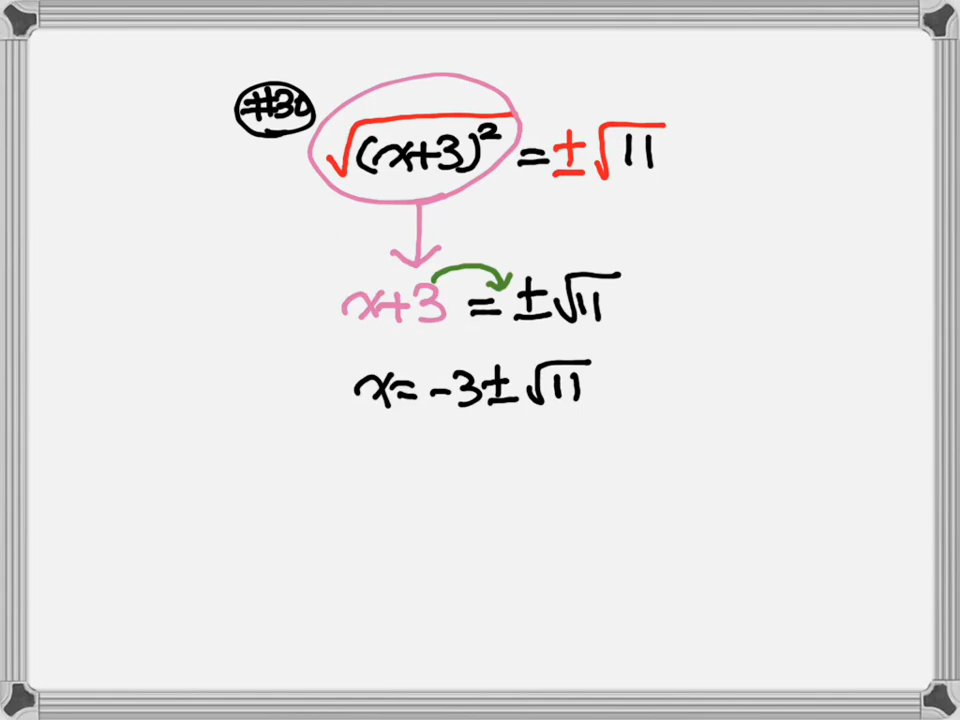 #30 √(x+3)² = ±√11
x+3 = ±√11
x = -3 ± √11